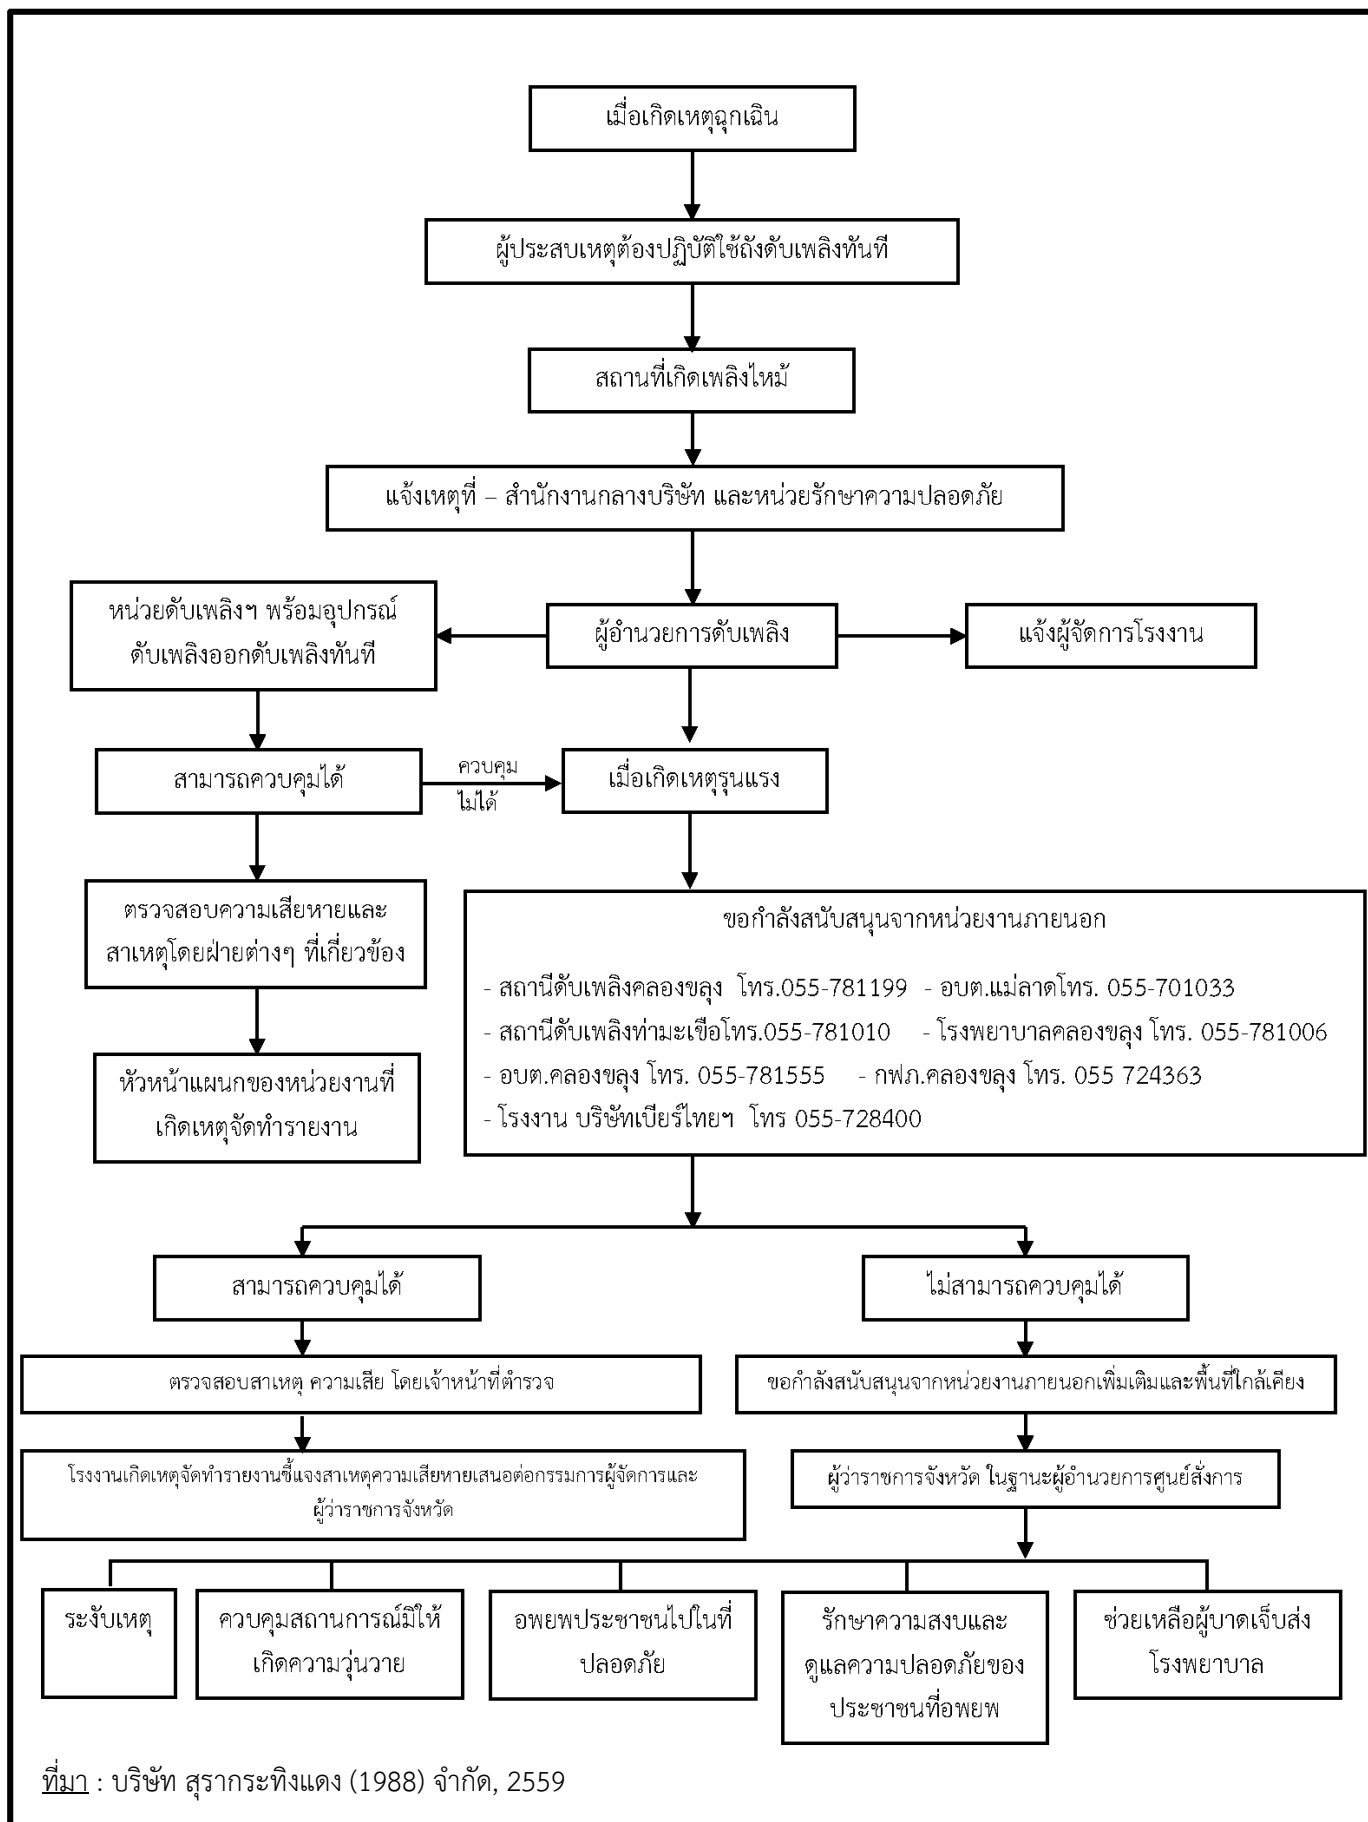 เมื่อเกิดเหตุฉุกเฉิน
ผู้ประสบเหตุต้องปฏิบัติใช้ถังดับเพลิงทันที
สถานที่เกิดเพลิงไหม้
แจ้งเหตุที่ – สำนักงานกลางบริษัท และหน่วยรักษาความปลอดภัย
หน่วยดับเพลิงฯ พร้อมอุปกรณ์
ดับเพลิงออกดับเพลิงทันที
ผู้อำนวยการดับเพลิง
แจ้งผู้จัดการโรงงาน
สามารถควบคุมได้
ควบคุม
ไม่ได้
เมื่อเกิดเหตุรุนแรง
ตรวจสอบความเสียหายและ
สาเหตุโดยฝ่ายต่างๆ ที่เกี่ยวข้อง
หัวหน้าแผนกของหน่วยงานที่
เกิดเหตุจัดทำรายงาน
ขอกำลังสนับสนุนจากหน่วยงานภายนอก
- สถานีดับเพลิงคลองขลุง โทร.055-781199 - อบต.แม่ลาดโทร. 055-701033
- สถานีดับเพลิงท่ามะเขือโทร.055-781010 - โรงพยาบาลคลองขลุง โทร. 055-781006
- อบต.คลองขลุง โทร. 055-781555 - กฟภ.คลองขลุง โทร. 055 724363
- โรงงาน บริษัทเบียร์ไทยฯ โทร 055-728400
สามารถควบคุมได้
ไม่สามารถควบคุมได้
ตรวจสอบสาเหตุ ความเสีย โดยเจ้าหน้าที่ตำรวจ
ขอกำลังสนับสนุนจากหน่วยงานภายนอกเพิ่มเติมและพื้นที่ใกล้เคียง
โรงงานเกิดเหตุจัดทำรายงานชี้แจงสาเหตุความเสียหายเสนอต่อกรรมการผู้จัดการและ
ผู้ว่าราชการจังหวัด
ผู้ว่าราชการจังหวัด ในฐานะผู้อำนวยการศูนย์สั่งการ
ระงับเหตุ
ควบคุมสถานการณ์มิให้
เกิดความวุ่นวาย
อพยพประชาชนไปในที่
ปลอดภัย
รักษาความสงบและ
ดูแลความปลอดภัยของ
ประชาชนที่อพยพ
ช่วยเหลือผู้บาดเจ็บส่ง
โรงพยาบาล
ที่มา : บริษัท สุรากระทิงแดง (1988) จำกัด, 2559